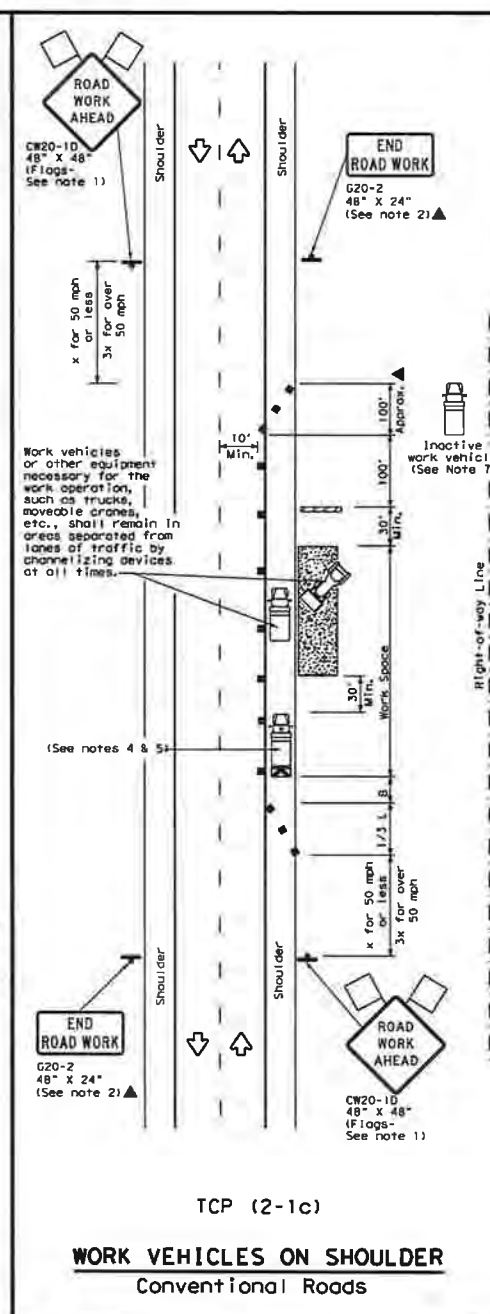 ROAD
WORK
AHEAD
CW20-1D
48" X 48"
(Flags-
See note 1)
Shoulder
Shoulder
END
ROAD WORK
G20-2
48" X 24"
(See note 2)▲
x for 50 mph
or less
3x for over
50 mph
100'
Approx.
Inactive
work vehicl
(See Note 7
10'
Min.
100'
Work vehicles
or other equipment
necessary for the
work operation,
such as trucks,
moveable cranes,
etc., shall remain in
areas separated from
lanes of traffic by
channelizing devices
at all times.
30'
Min.
Right-of-way Line
30'
Min.
Work Space
(See notes 4 & 5)
B
1/3 L
x for 50 mph
or less
3x for over
50 mph
Shoulder
Shoulder
END
ROAD WORK
G20-2
48" X 24"
(See note 2)▲
ROAD
WORK
AHEAD
CW20-1D
48" X 48"
(Flags-
See note 1)
TCP (2-1c)
WORK VEHICLES ON SHOULDER
Conventional Roads